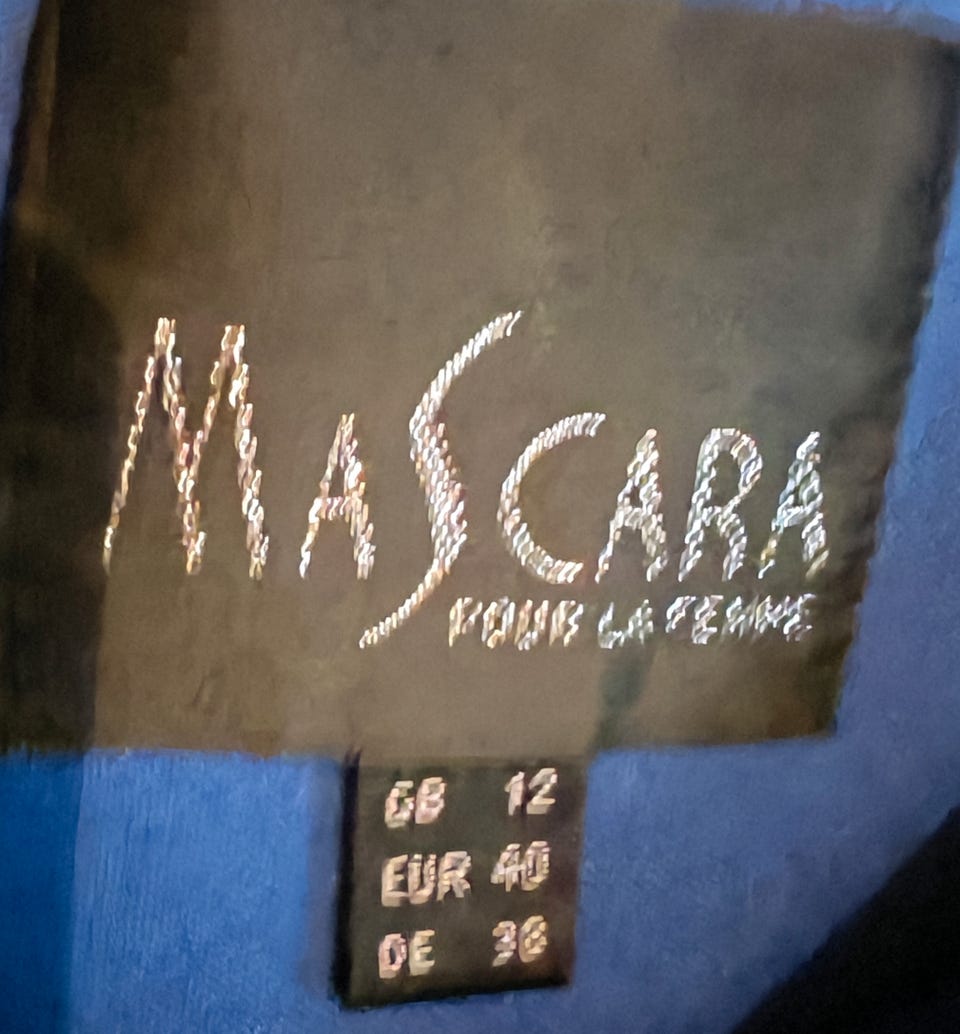 MASCARA
POUR LA FEMME
GB 12
EUR 40
DE 38